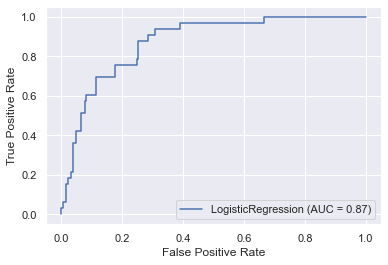 1.0
0.8
0.6
0.4
0.2
0.0
True Positive Rate
LogisticRegression (AUC = 0.87)
0.0 0.2 0.4 0.6 0.8 1.0
False Positive Rate